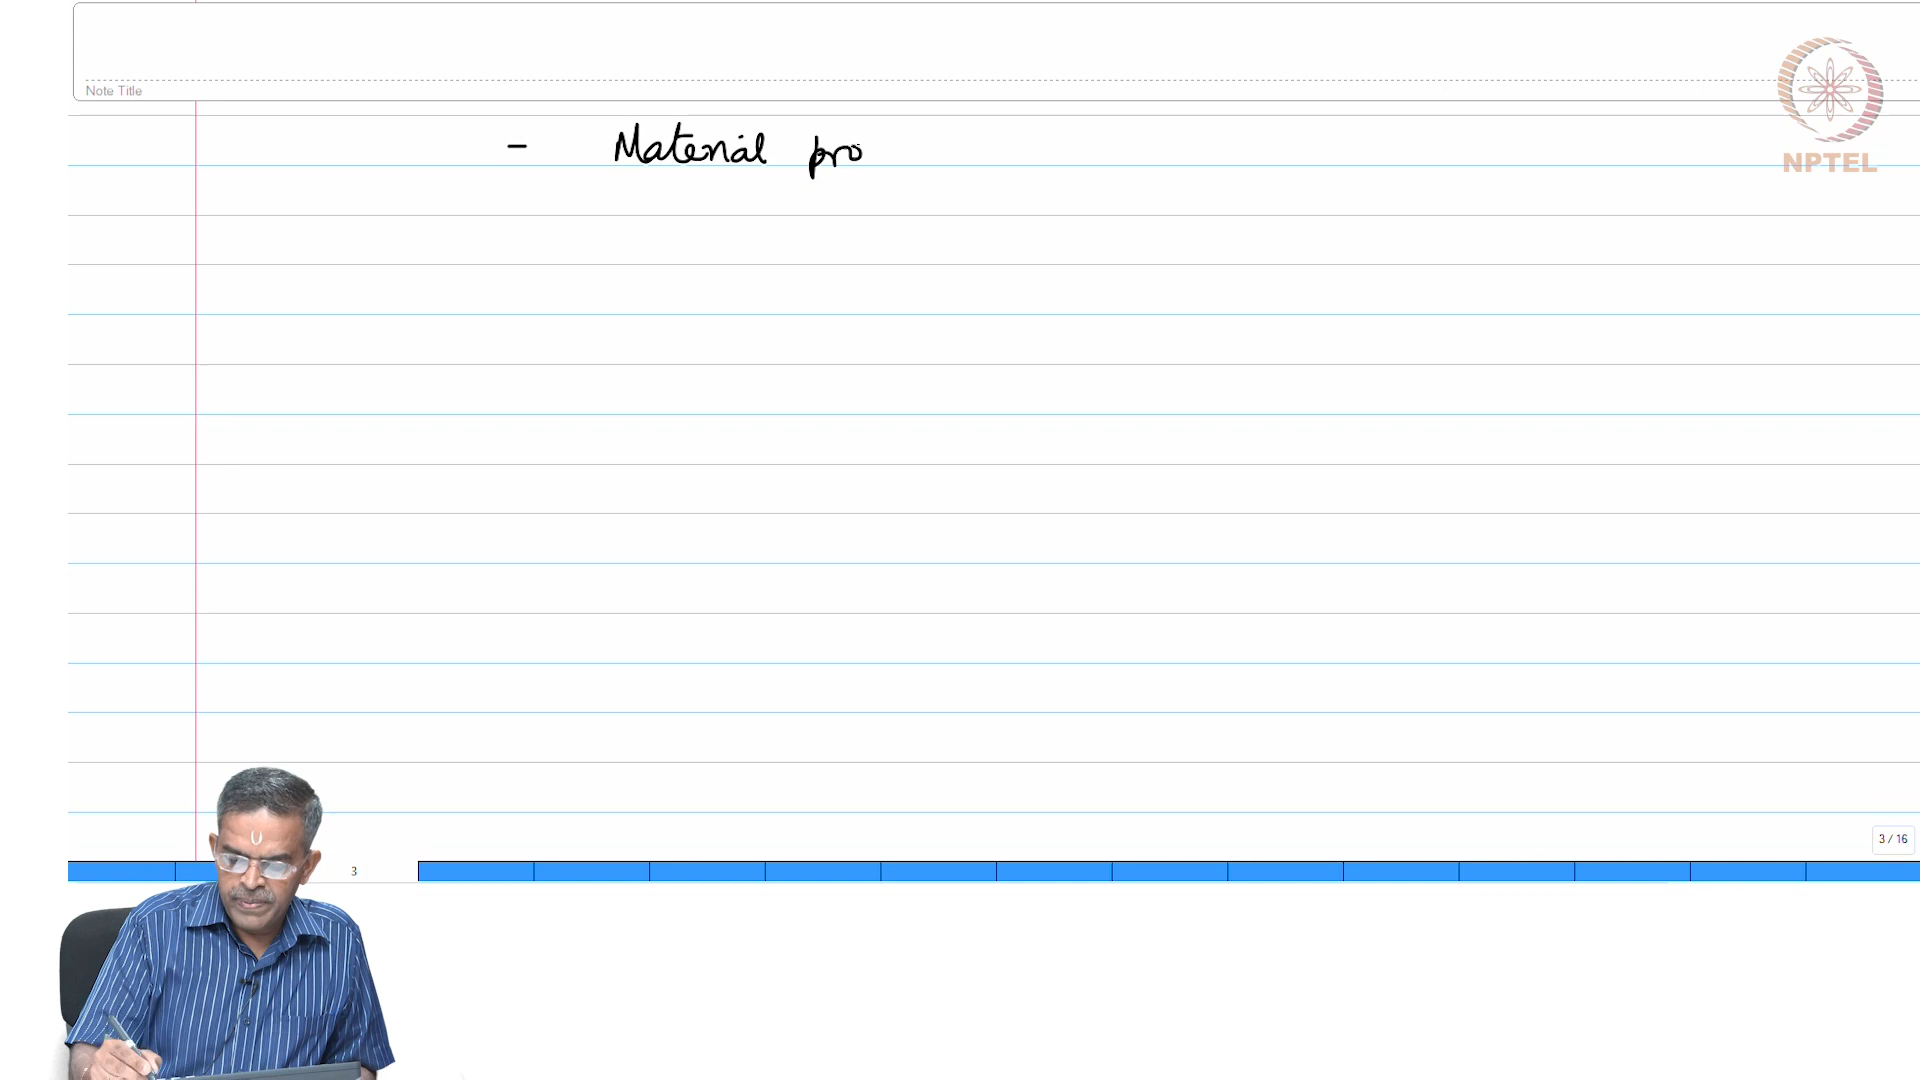 Note Title
- Material pro
NPTEL
3 / 16
3